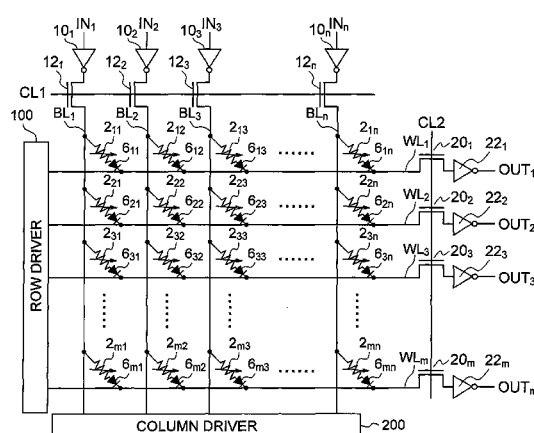 IN1 IN2 IN3 INn
101 102 103 10n
121 122 123 12n
CL1 CL2
100 BL1 BL2 BL3 BLn
211 212 213 21n WL1 201 221
611 612 613 ...... 61n OUT1
221 222 223 22n WL2 202 222
621 622 623 ...... 62n OUT2
231 232 233 23n WL3 203 223
631 632 633 ...... 63n OUT3
ROW DRIVER
2m1 2m2 2m3 2mn WLm 20m 22m
6m1 6m2 6m3 ...... 6mn OUTm
COLUMN DRIVER 200